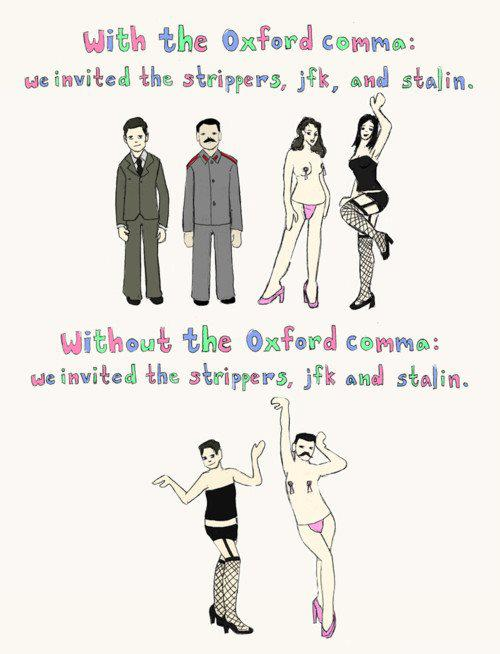 With the Oxford comma:
we invited the strippers, jfk, and stalin.
Without the Oxford comma:
we invited the strippers, jfk and stalin.